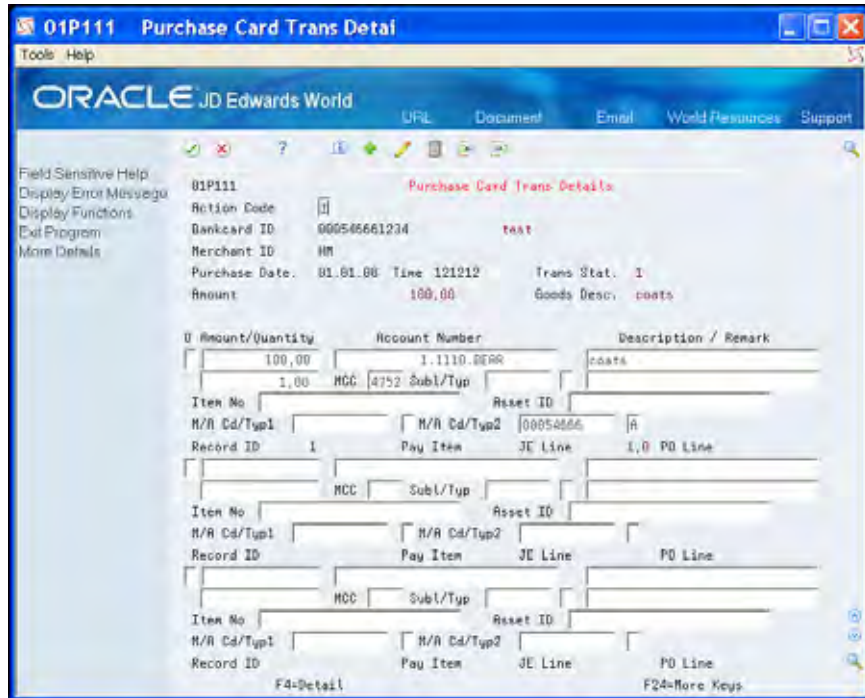 01P111 Purchase Card Trans Detai
Tools Help
ORACLE JD Edwards World
URL Document Email World Resources Support
Field Sensitive Help
Display Error Message
Display Functions
Exit Program
More Details
01P111 Purchase Card Trans Details
Action Code I
Bankcard ID 000546661234 test
Merchant ID HM
Purchase Date. 01.01.08 Time 121212 Trans Stat. 1
Amount 100,00 Goods Desc. coats
O Amount/Quantity Account Number Description / Remark
100,00 1.1110.BEAR coats
1,00 MCC 4752 Subl/Typ
Item No Asset ID
M/A Cd/Typ1 M/A Cd/Typ2 00054666 A
Record ID 1 Pay Item JE Line 1,0 PO Line
MCC Subl/Typ
Item No Asset ID
M/A Cd/Typ1 M/A Cd/Typ2
Record ID Pay Item JE Line PO Line
MCC Subl/Typ
Item No Asset ID
M/A Cd/Typ1 M/A Cd/Typ2
Record ID Pay Item JE Line PO Line
F4=Detail F24=More Keys